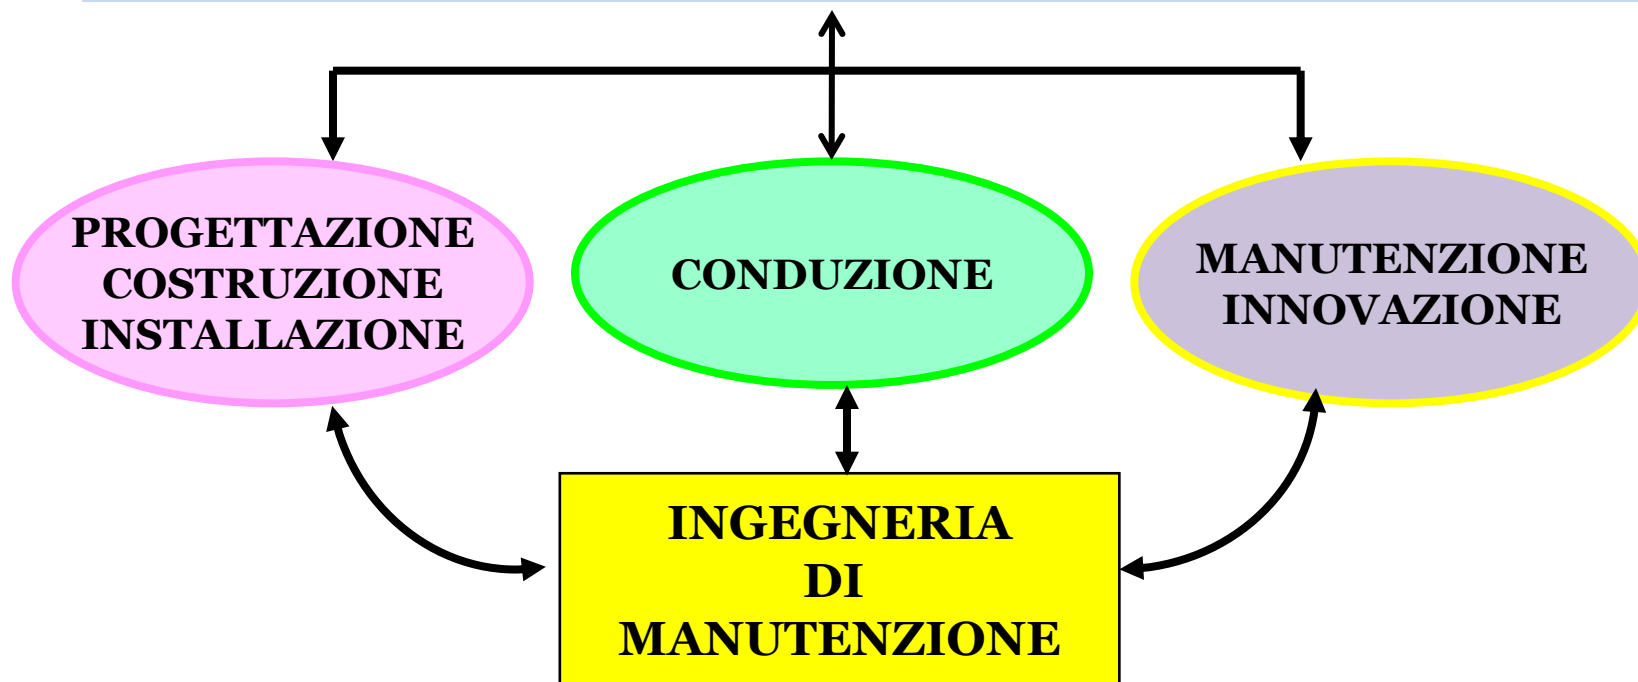 PROGETTAZIONE
COSTRUZIONE
INSTALLAZIONE
CONDUZIONE
MANUTENZIONE
INNOVAZIONE
INGEGNERIA
DI
MANUTENZIONE